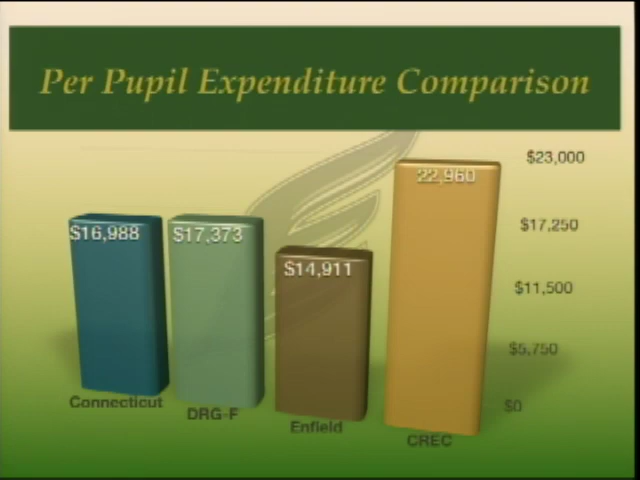 Per Pupil Expenditure Comparison
$23,000
22,960
$17,250
$16,988
$17,373
$14,911
$11,500
$5,750
$0
Connecticut
DRG-F
Enfield
CREC